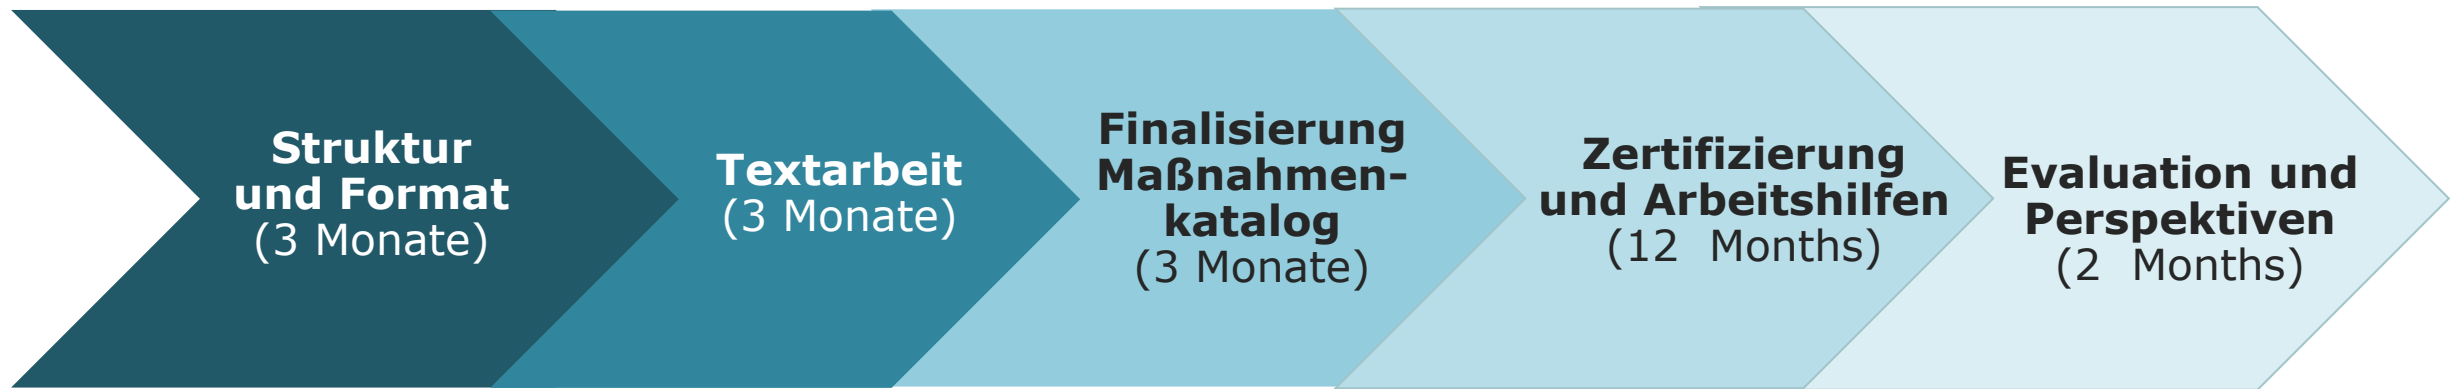 Struktur
und Format
(3 Monate)
Textarbeit
(3 Monate)
Finalisierung
Maßnahmen-
katalog
(3 Monate)
Zertifizierung
und Arbeitshilfen
(12  Months)
Evaluation und
Perspektiven
(2  Months)